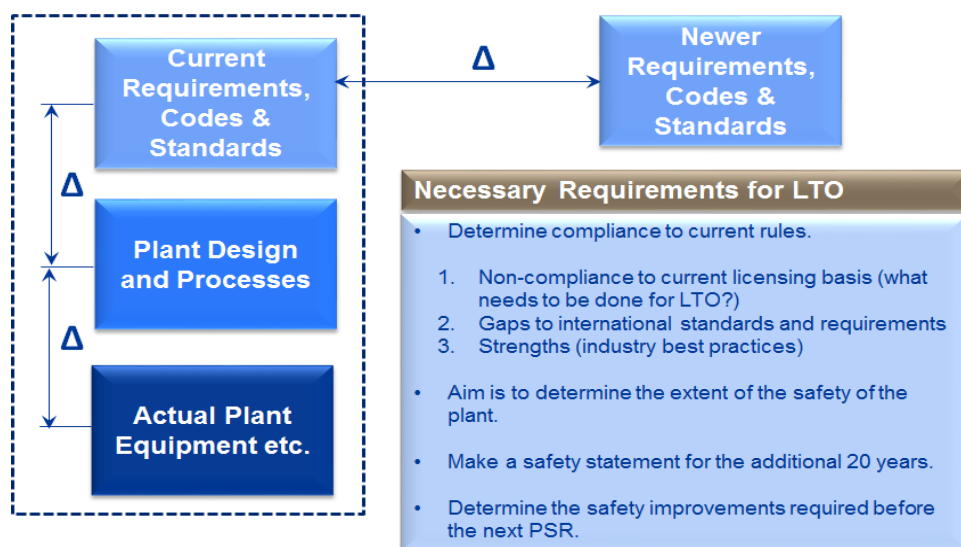 Current
Requirements,
Codes &
Standards
Δ
Newer
Requirements,
Codes &
Standards
Δ
Plant Design
and Processes
Δ
Actual Plant
Equipment etc.
Necessary Requirements for LTO
• Determine compliance to current rules.
1. Non-compliance to current licensing basis (what
needs to be done for LTO?)
2. Gaps to international standards and requirements
3. Strengths (industry best practices)
• Aim is to determine the extent of the safety of the
plant.
• Make a safety statement for the additional 20 years.
• Determine the safety improvements required before
the next PSR.